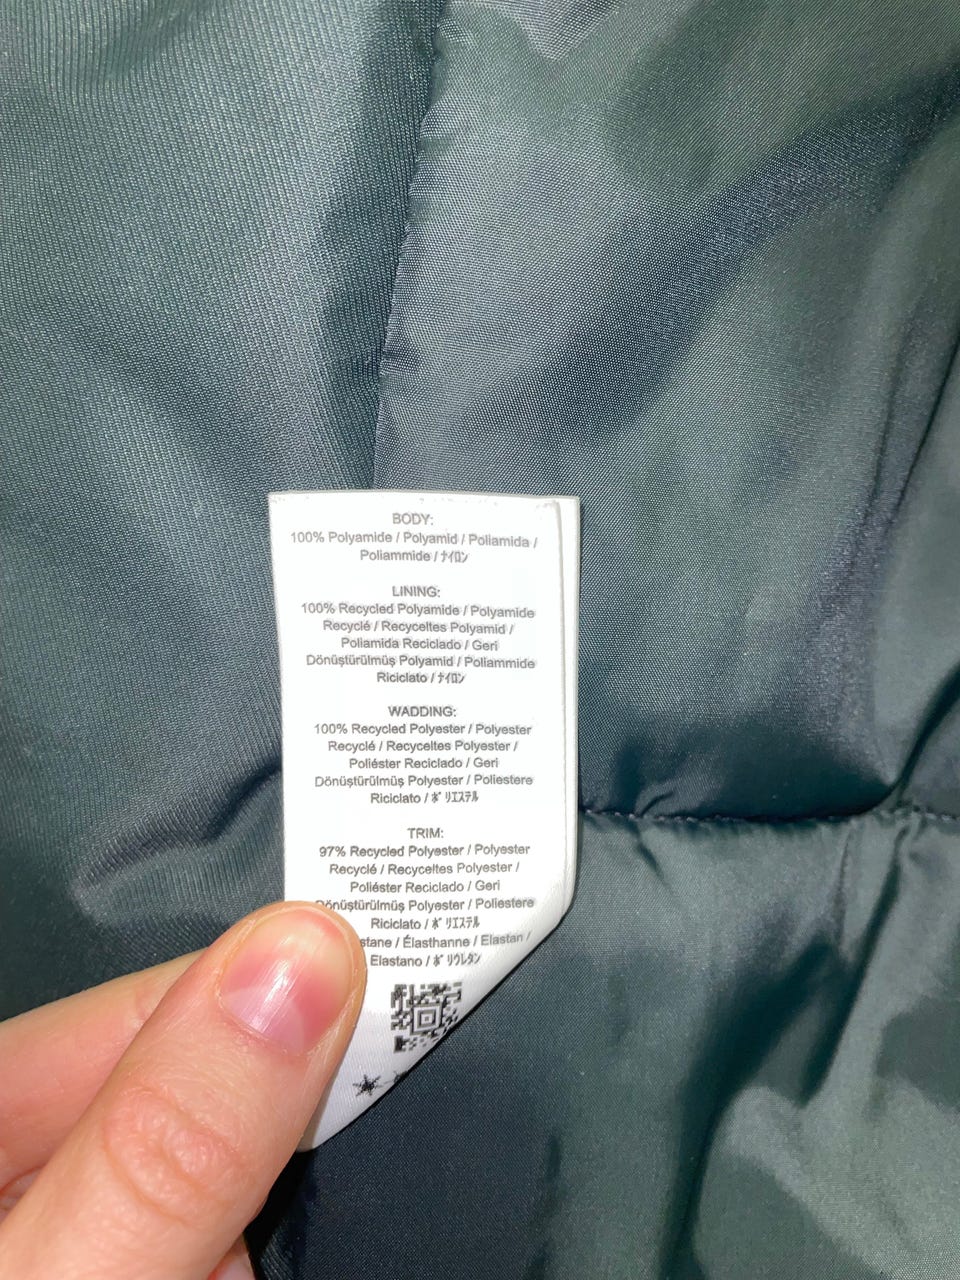 BODY:
100% Polyamide / Polyamid / Poliamida /
Poliammide / ﾅｲﾛﾝ
LINING:
100% Recycled Polyamide / Polyamide
Recyclé / Recyceltes Polyamid /
Poliamida Reciclado / Geri
Dönüştürülmüş Polyamid / Poliammide
Riciclato / ﾅｲﾛﾝ
WADDING:
100% Recycled Polyester / Polyester
Recyclé / Recyceltes Polyester /
Poliéster Reciclado / Geri
Dönüştürülmüş Polyester / Poliestere
Riciclato / ﾎﾟﾘｴｽﾃﾙ
TRIM:
97% Recycled Polyester / Polyester
Recyclé / Recyceltes Polyester /
Poliéster Reciclado / Geri
Dönüştürülmüş Polyester / Poliestere
Riciclato / ﾎﾟﾘｴｽﾃﾙ
/ Élasthanne / Elastan /
Elastano / ﾎﾟﾘｳﾚﾀﾝ